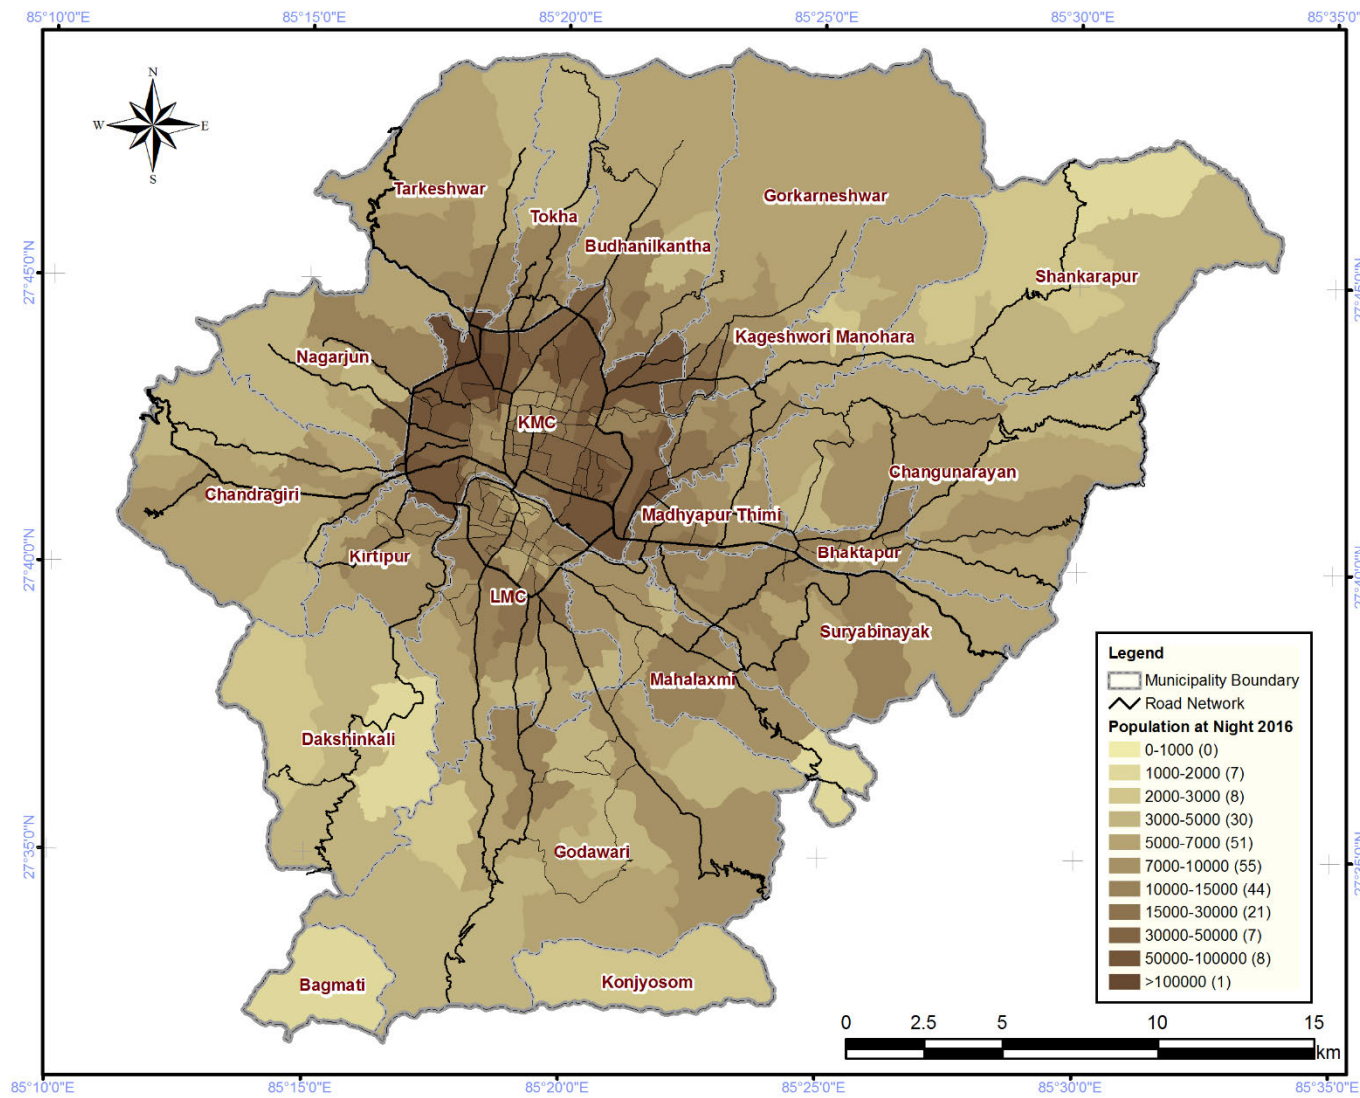 85°10'0"E
85°15'0"E
85°20'0"E
85°25'0"E
85°30'0"E
85°35'0"
N
W
E
S
27°45'0"N
27°40'0"N
27°35'0"N
Tarkeshwar
Tokha
Gorkarneshwar
Budhanilkantha
Shankarapur
Kageshwori Manohara
Nagarjun
KMC
Changunarayan
Chandragiri
Madhyapur Thimi
Bhaktapur
Kirtipur
LMC
Suryabinayak
Mahalaxmi
Dakshinkali
Godawari
Bagmati
Konjyosom
Legend
Municipality Boundary
Road Network
Population at Night 2016
0-1000 (0)
1000-2000 (7)
2000-3000 (8)
3000-5000 (30)
5000-7000 (51)
7000-10000 (55)
10000-15000 (44)
15000-30000 (21)
30000-50000 (7)
50000-100000 (8)
>100000 (1)
0 2.5 5 10 15
km
85°10'0"E
85°15'0"E
85°20'0"E
85°25'0"E
85°30'0"E
85°35'0"E